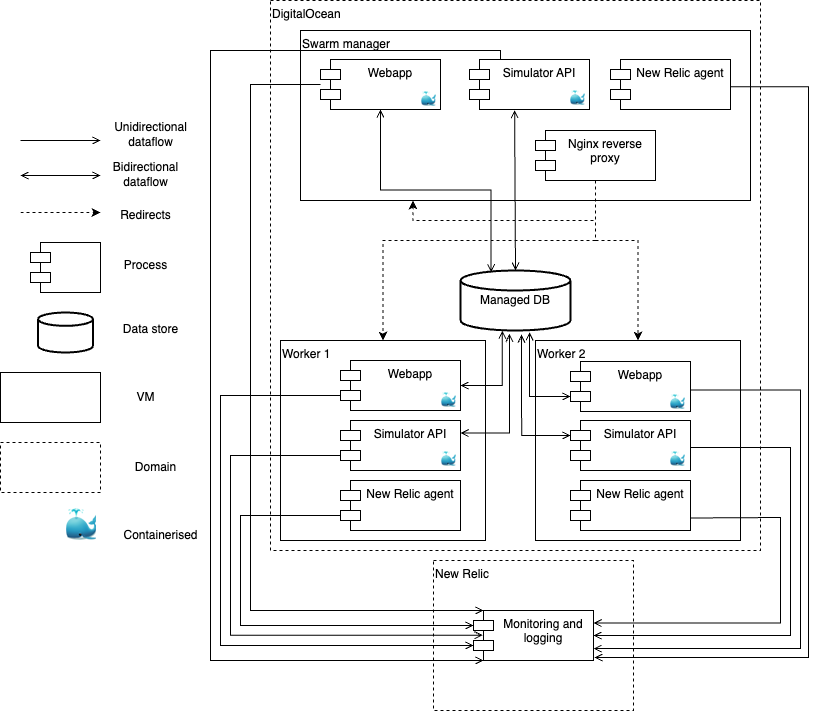 DigitalOcean
Swarm manager
Webapp
Simulator API
New Relic agent
Nginx reverse
proxy
Unidirectional
dataflow
Bidirectional
dataflow
Redirects
Process
Data store
VM
Domain
Containerised
Managed DB
Worker 1
Webapp
Simulator API
New Relic agent
Worker 2
Webapp
Simulator API
New Relic agent
New Relic
Monitoring and
logging